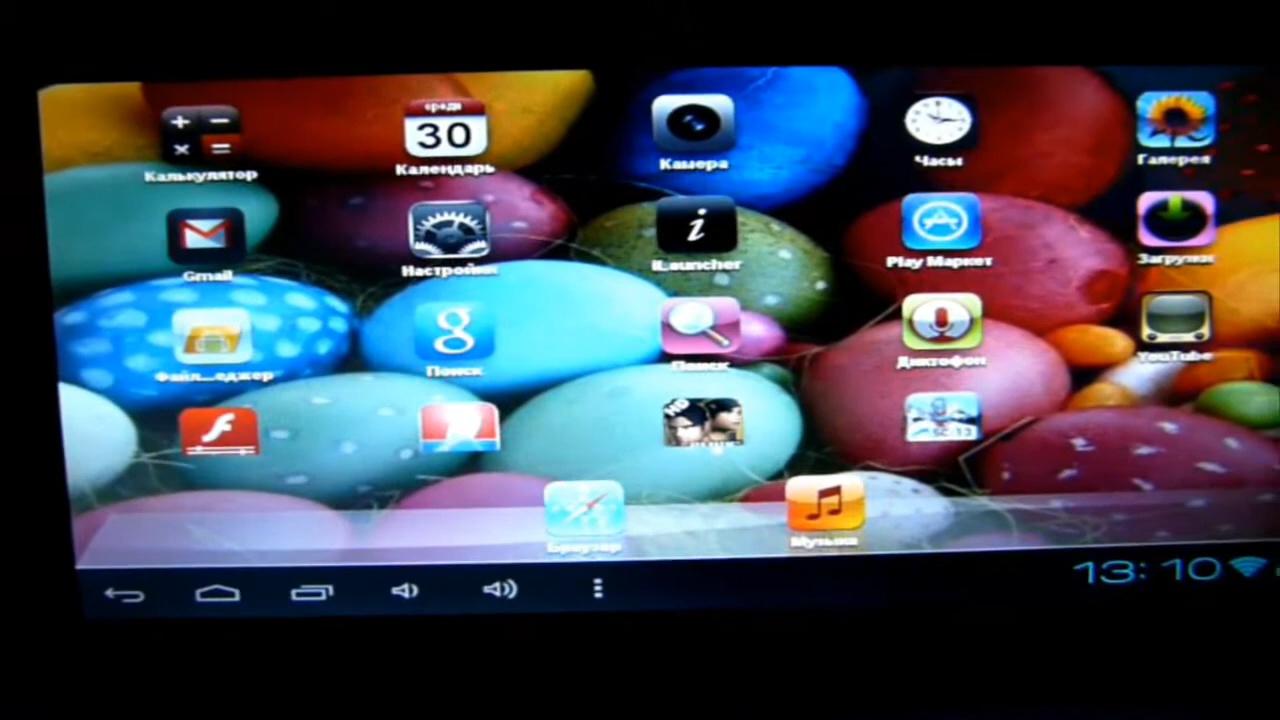 среда
30
Калькулятор
Календарь
Камера
Часы
Галерея
Gmail
Настройки
i
iLauncher
Play Маркет
Загрузки
Файл...еджер
g
Поиск
Поиск
Диктофон
YouTube
HD
Браузер
Музыка
13:10